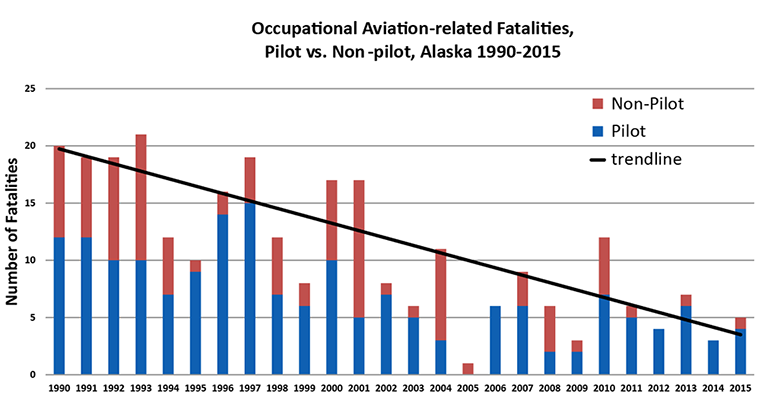 Occupational Aviation-related Fatalities,
Pilot vs. Non-pilot, Alaska 1990-2015
25
20
15
10
5
0
Number of Fatalities
Non-Pilot
Pilot
trendline
1990 1991 1992 1993 1994 1995 1996 1997 1998 1999 2000 2001 2002 2003 2004 2005 2006 2007 2008 2009 2010 2011 2012 2013 2014 2015